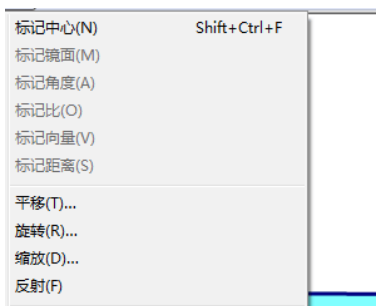 标记中心(N) Shift+Ctrl+F
标记镜面(M)
标记角度(A)
标记比(O)
标记向量(V)
标记距离(S)
平移(T)...
旋转(R)...
缩放(D)...
反射(F)